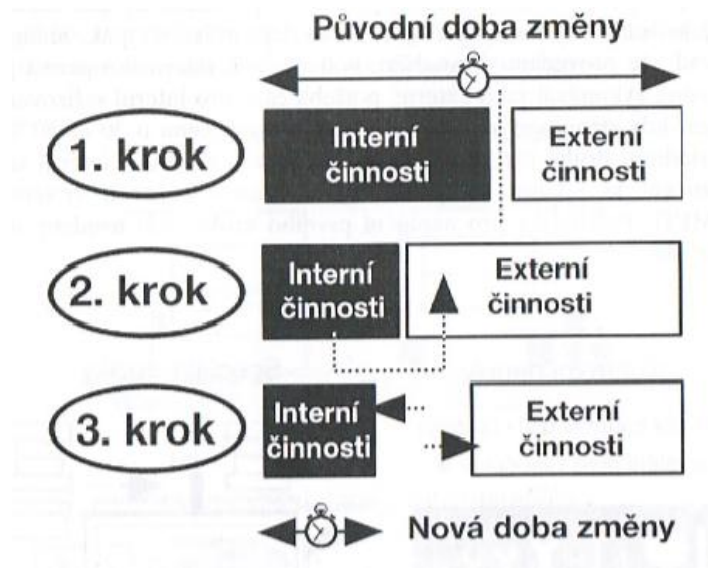 Původní doba změny
1. krok
Interní
činnosti
Externí
činnosti
2. krok
Interní
činnosti
Externí
činnosti
3. krok
Interní
činnosti
Externí
činnosti
Nová doba změny